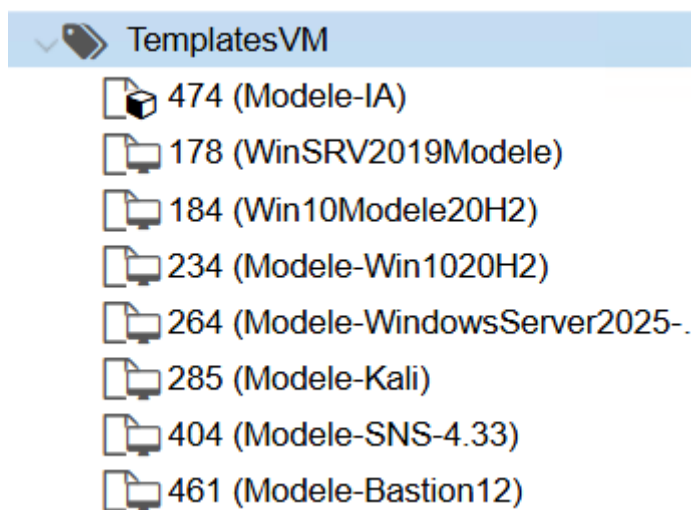 TemplatesVM
474 (Modele-IA)
178 (WinSRV2019Modele)
184 (Win10Modele20H2)
234 (Modele-Win1020H2)
264 (Modele-WindowsServer2025-.
285 (Modele-Kali)
404 (Modele-SNS-4.33)
461 (Modele-Bastion12)